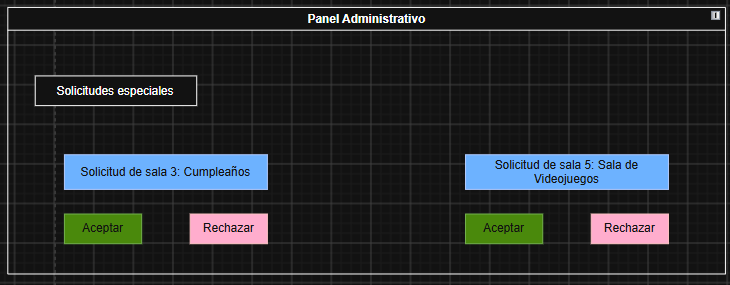 Panel Administrativo
Solicitudes especiales
Solicitud de sala 3: Cumpleaños
Solicitud de sala 5: Sala de
Videojuegos
Aceptar
Rechazar
Aceptar
Rechazar